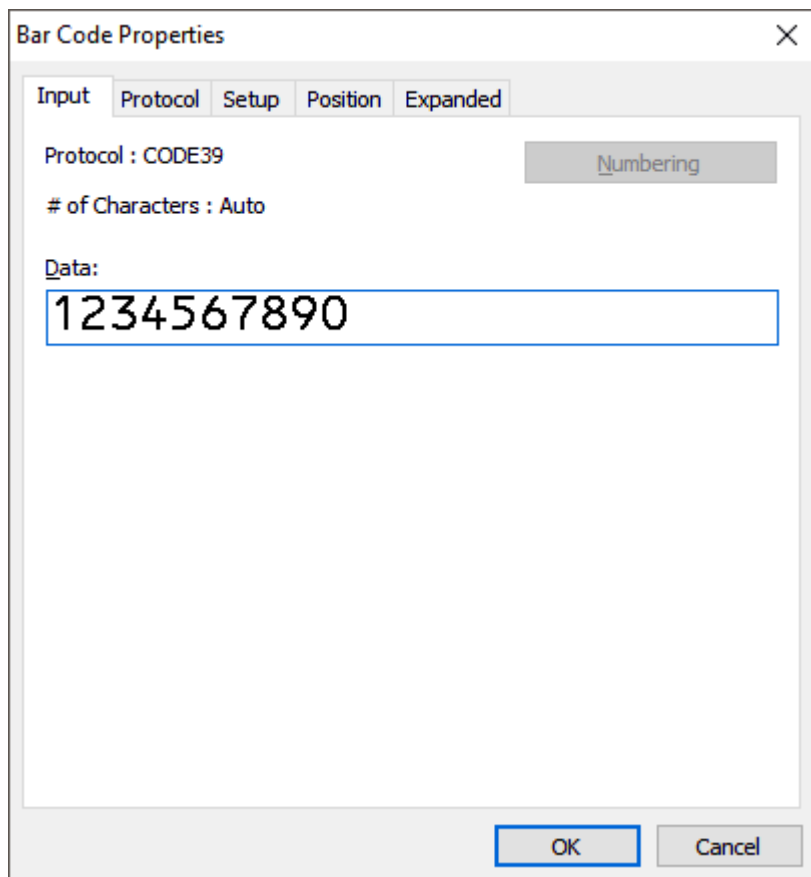 Bar Code Properties
Input Protocol Setup Position Expanded
Protocol : CODE39
Numbering
# of Characters : Auto
Data:
1234567890
OK Cancel